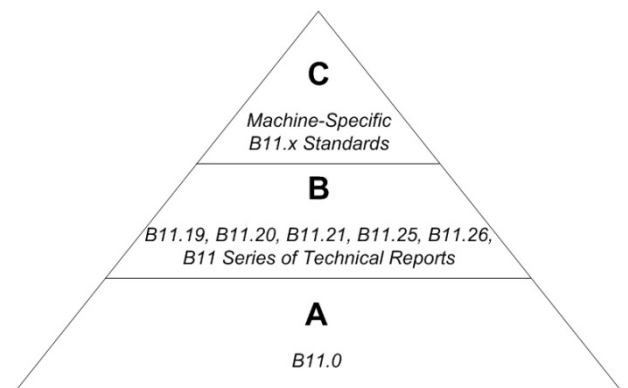 C
Machine-Specific
B11.x Standards
B
B11.19, B11.20, B11.21, B11.25, B11.26,
B11 Series of Technical Reports
A
B11.0